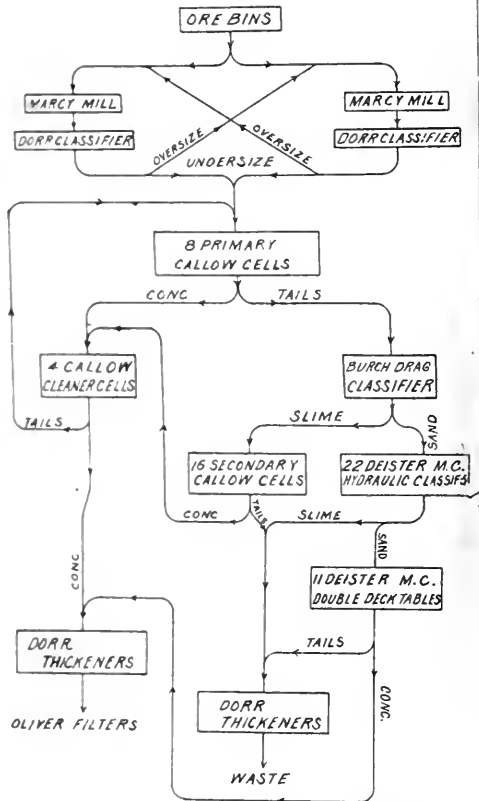 ORE BINS
MARCY MILL
MARCY MILL
DORR CLASSIFIER
DORR CLASSIFIER
OVERSIZE
OVERSIZE
UNDERSIZE
8 PRIMARY
CALLOW CELLS
CONC
TAILS
4 CALLOW
CLEANER CELLS
BURCH DRAG
CLASSIFIER
TAILS
SLIME
SAND
16 SECONDARY
CALLOW CELLS
22 DEISTER M.C.
HYDRAULIC CLASSIFS
CONC
TAILS
SLIME
SAND
CONC
11 DEISTER M.C.
DOUBLE DECK TABLES
DORR
THICKENERS
TAILS
CONC.
DORR
THICKENERS
OLIVER FILTERS
WASTE